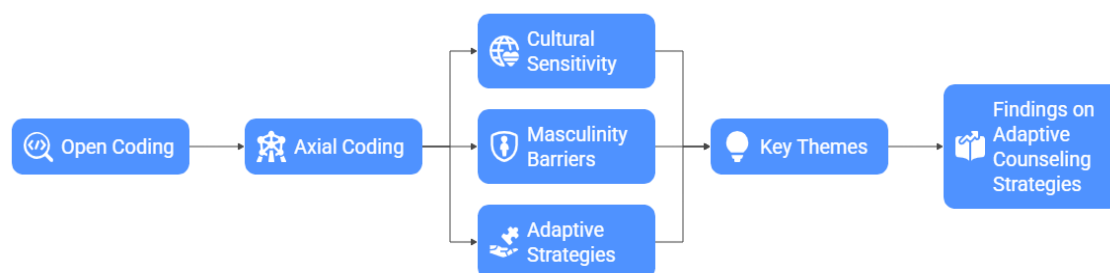 Open Coding
Axial Coding
Cultural
Sensitivity
Masculinity
Barriers
Adaptive
Strategies
Key Themes
Findings on
Adaptive
Counseling
Strategies